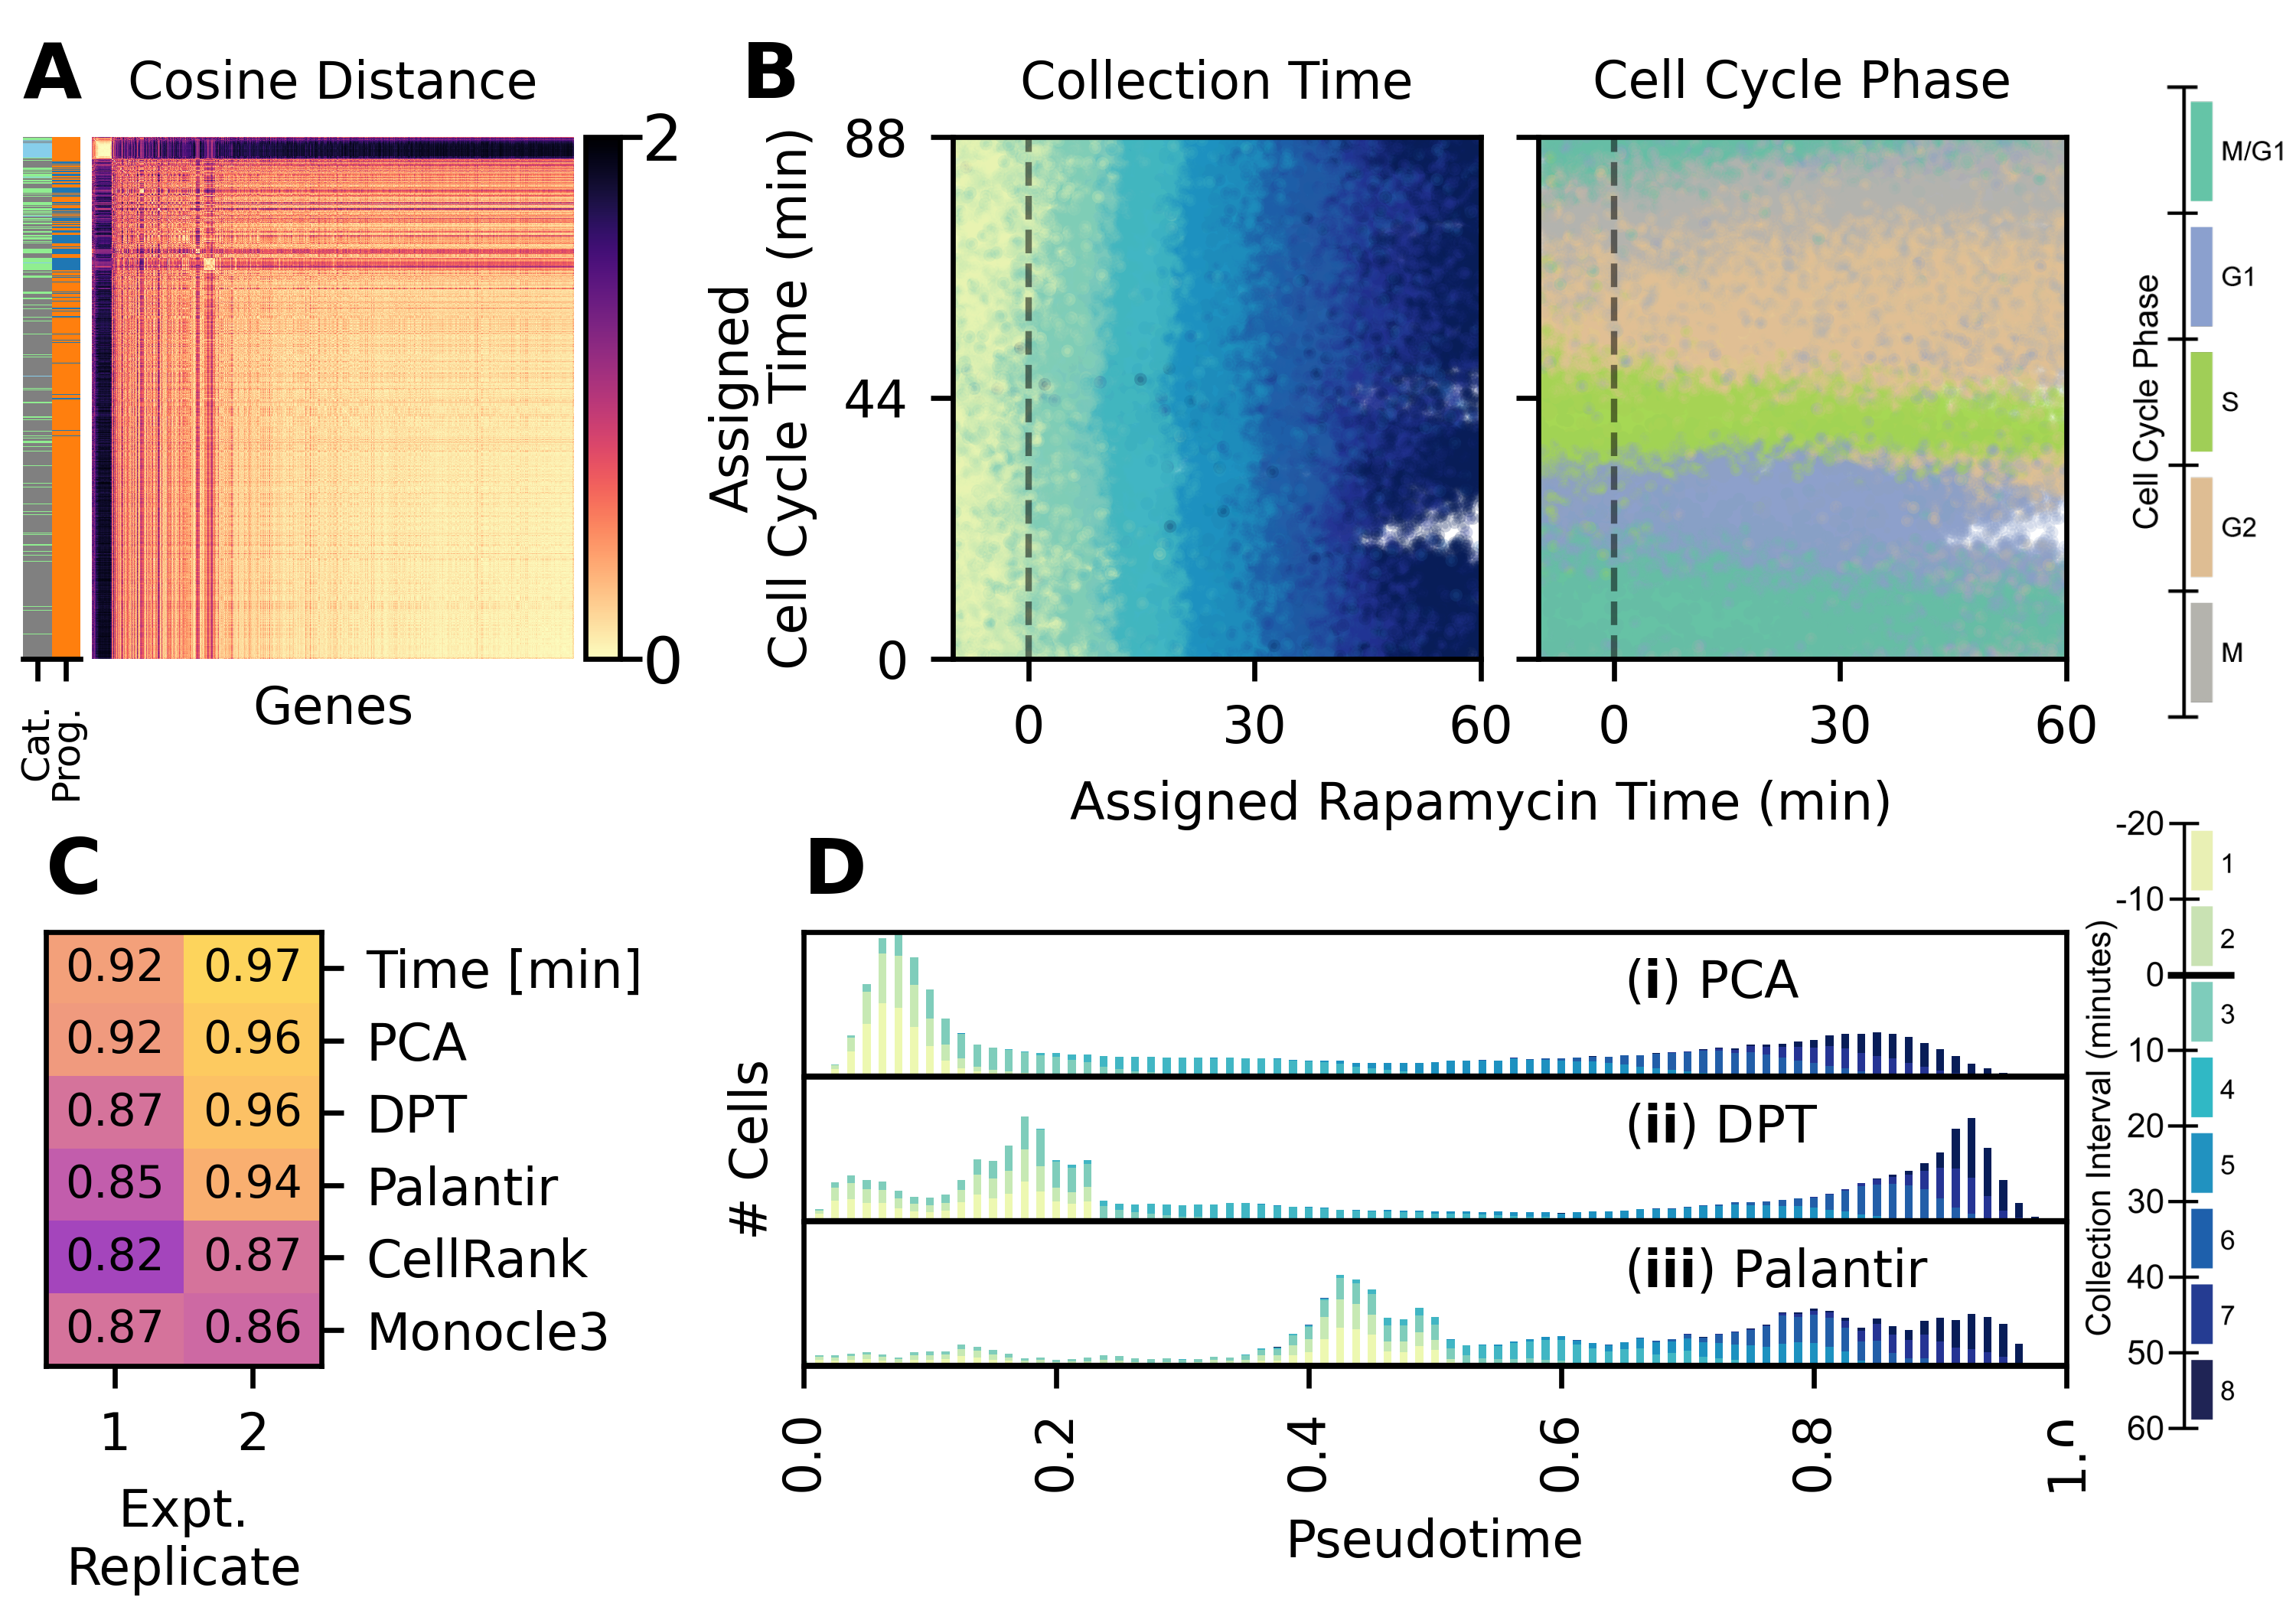 A
Cosine Distance
2
0
Genes
Cat.
Prog.
B
Collection Time
Cell Cycle Phase
Assigned
Cell Cycle Time (min)
88
44
0
0
30
60
0
30
60
Assigned Rapamycin Time (min)
Cell Cycle Phase
M/G1
G1
S
G2
M
C
0.92 0.97 Time [min]
0.92 0.96 PCA
0.87 0.96 DPT
0.85 0.94 Palantir
0.82 0.87 CellRank
0.87 0.86 Monocle3
1 2
Expt.
Replicate
D
# Cells
(i) PCA
(ii) DPT
(iii) Palantir
0.0
0.2
0.4
0.6
0.8
1.0
Pseudotime
Collection Interval (minutes)
-20
-10
0
10
20
30
40
50
60
1
2
3
4
5
6
7
8